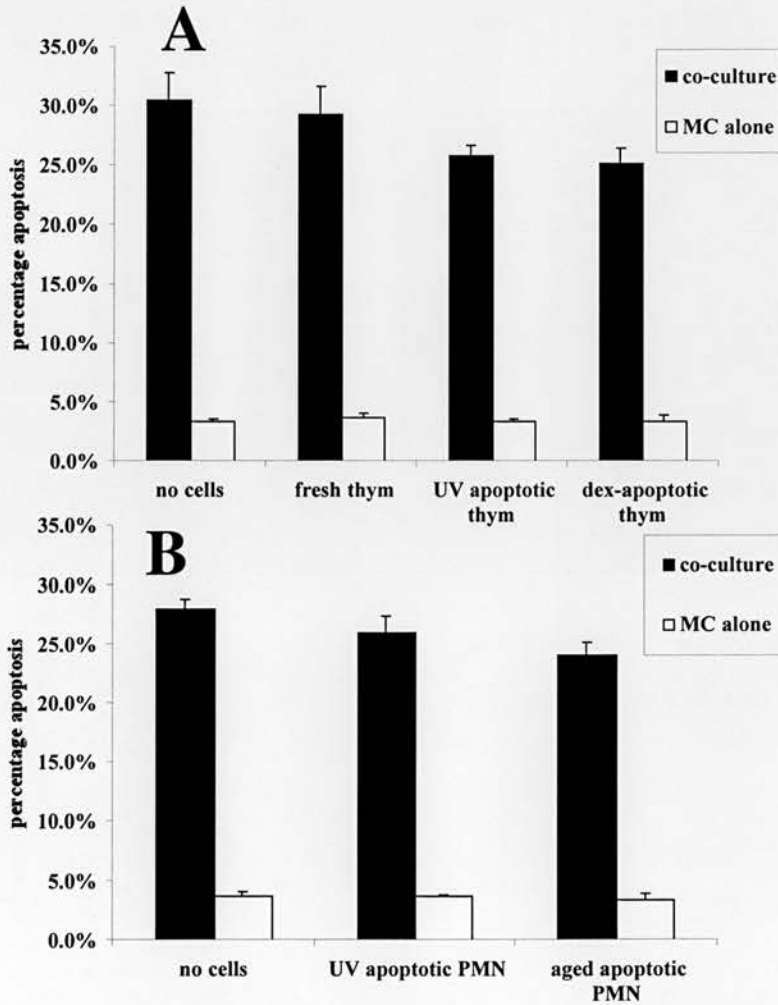 A
35.0%
30.0%
25.0%
20.0%
15.0%
10.0%
5.0%
0.0%
percentage apoptosis
co-culture
MC alone
no cells
fresh thym
UV apoptotic
thym
dex-apoptotic
thym
B
35.0%
30.0%
25.0%
20.0%
15.0%
10.0%
5.0%
0.0%
percentage apoptosis
co-culture
MC alone
no cells
UV apoptotic PMN
aged apoptotic
PMN